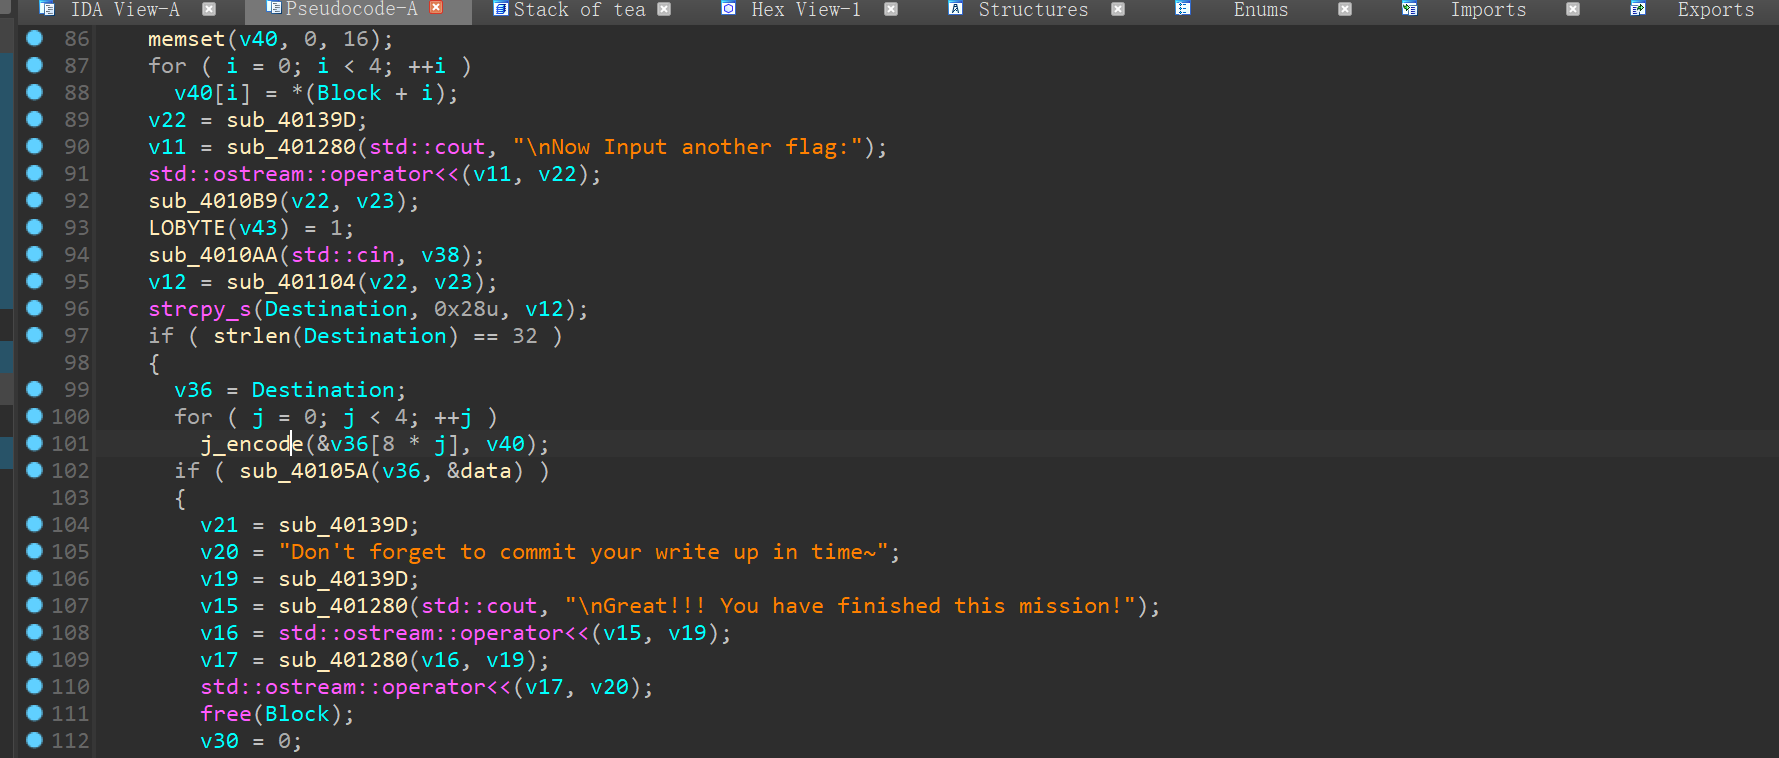 IDA View-A Pseudocode-A Stack of tea Hex View-1 Structures Enums Imports Exports
86 memset(v40, 0, 16);
87 for ( i = 0; i < 4; ++i )
88 v40[i] = *(Block + i);
89 v22 = sub_40139D;
90 v11 = sub_401280(std::cout, "\nNow Input another flag:");
91 std::ostream::operator<<(v11, v22);
92 sub_4010B9(v22, v23);
93 LOBYTE(v43) = 1;
94 sub_4010AA(std::cin, v38);
95 v12 = sub_401104(v22, v23);
96 strcpy_s(Destination, 0x28u, v12);
97 if ( strlen(Destination) == 32 )
98 {
99 v36 = Destination;
100 for ( j = 0; j < 4; ++j )
101 j_encode(&v36[8 * j], v40);
102 if ( sub_40105A(v36, &data) )
103 {
104 v21 = sub_40139D;
105 v20 = "Don't forget to commit your write up in time~";
106 v19 = sub_40139D;
107 v15 = sub_401280(std::cout, "\nGreat!!! You have finished this mission!");
108 v16 = std::ostream::operator<<(v15, v19);
109 v17 = sub_401280(v16, v19);
110 std::ostream::operator<<(v17, v20);
111 free(Block);
112 v30 = 0;